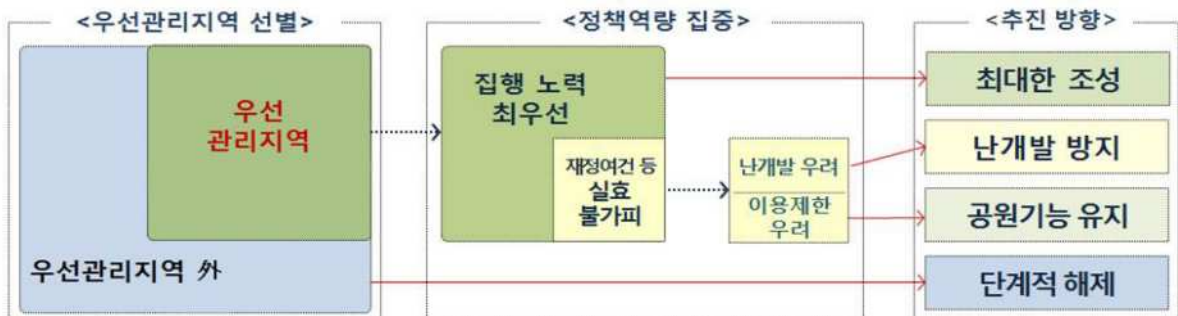 <우선관리지역 선별>
우선
관리지역
우선관리지역 外
<정책역량 집중>
집행 노력
최우선
재정여건 등
실효
불가피
난개발 우려
이용제한
우려
<추진 방향>
최대한 조성
난개발 방지
공원기능 유지
단계적 해제